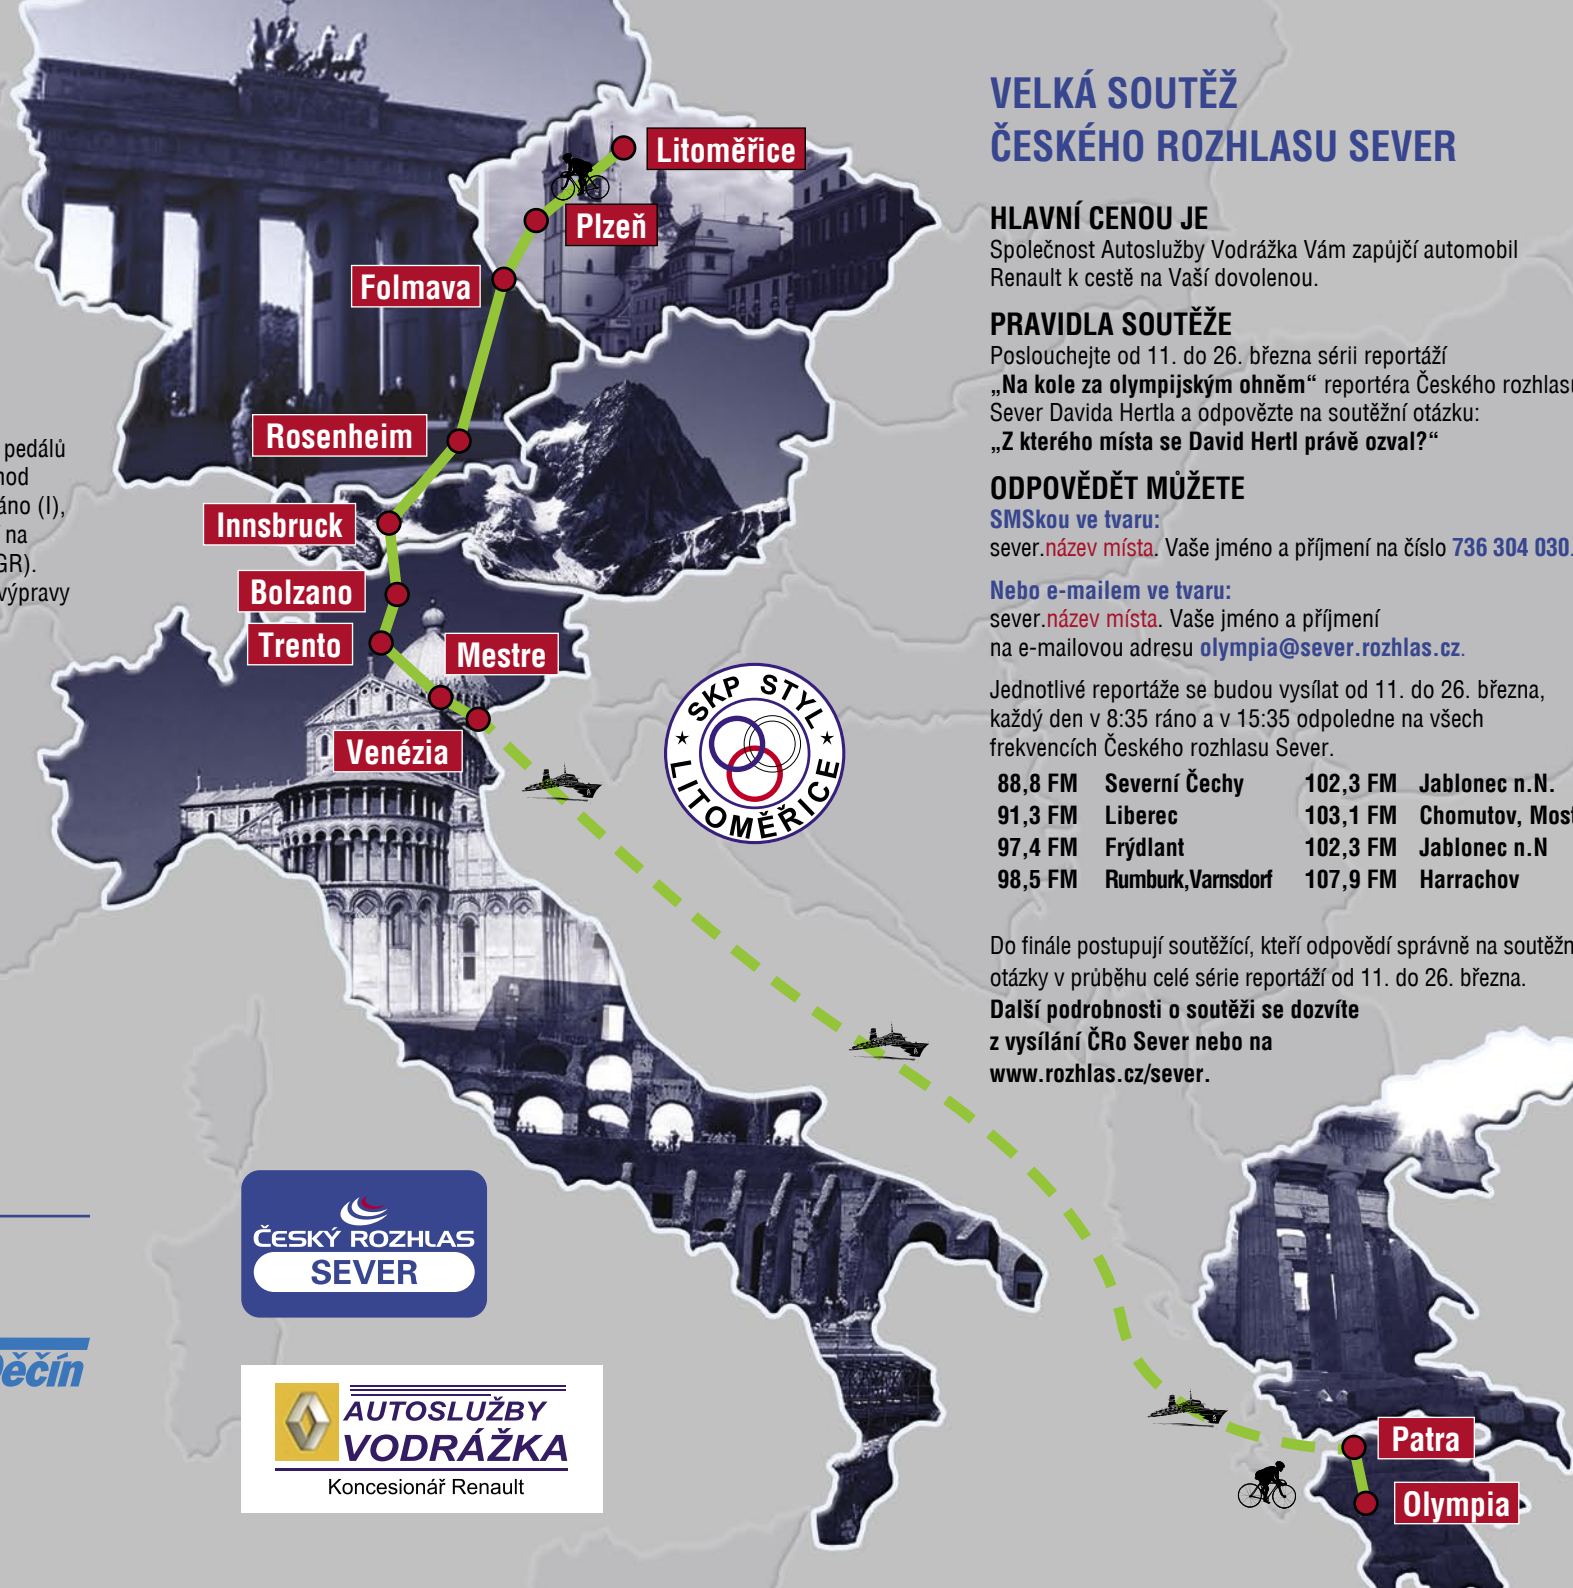 Litoměřice
Plzeň
Folmava
Rosenheim
Innsbruck
Bolzano
Trento
Mestre
Venézia
Patra
Olympia
pedálů
(I),
na
výpravy
SKP STYL
LITOMĚŘICE
ČESKÝ ROZHLAS
SEVER
AUTOSLUŽBY
VODRÁŽKA
Koncesionář Renault
VELKÁ SOUTĚŽ
ČESKÉHO ROZHLASU SEVER
HLAVNÍ CENOU JE
Společnost Autoslužby Vodrážka Vám zapůjčí automobil
Renault k cestě na Vaší dovolenou.
PRAVIDLA SOUTĚŽE
Poslouchejte od 11. do 26. března sérii reportáží
„Na kole za olympijským ohněm“ reportéra Českého rozhlasu
Sever Davida Hertla a odpovězte na soutěžní otázku:
„Z kterého místa se David Hertl právě ozval?“
ODPOVĚDĚT MŮŽETE
SMSkou ve tvaru:
sever.název místa. Vaše jméno a příjmení na číslo 736 304 030.
Nebo e-mailem ve tvaru:
sever.název místa. Vaše jméno a příjmení
na e-mailovou adresu olympia@sever.rozhlas.cz.
Jednotlivé reportáže se budou vysílat od 11. do 26. března,
každý den v 8:35 ráno a v 15:35 odpoledne na všech
frekvencích Českého rozhlasu Sever.
88,8 FM Severní Čechy 102,3 FM Jablonec n.N.
91,3 FM Liberec 103,1 FM Chomutov, Most
97,4 FM Frýdlant 102,3 FM Jablonec n.N
98,5 FM Rumburk,Varnsdorf 107,9 FM Harrachov
Do finále postupují soutěžící, kteří odpovědí správně na soutěžn
otázky v průběhu celé série reportáží od 11. do 26. března.
Další podrobnosti o soutěži se dozvíte
z vysílání ČRo Sever nebo na
www.rozhlas.cz/sever.